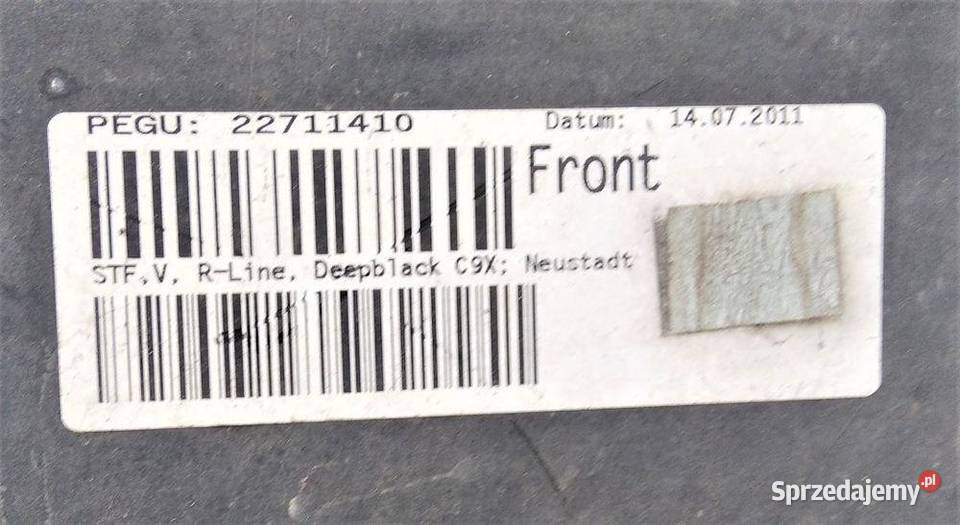 PEGU: 22711410 Datum: 14.07.2011
Front
STF,V, R-Line, Deepblack C9X; Neustadt
Sprzedajemy.pl